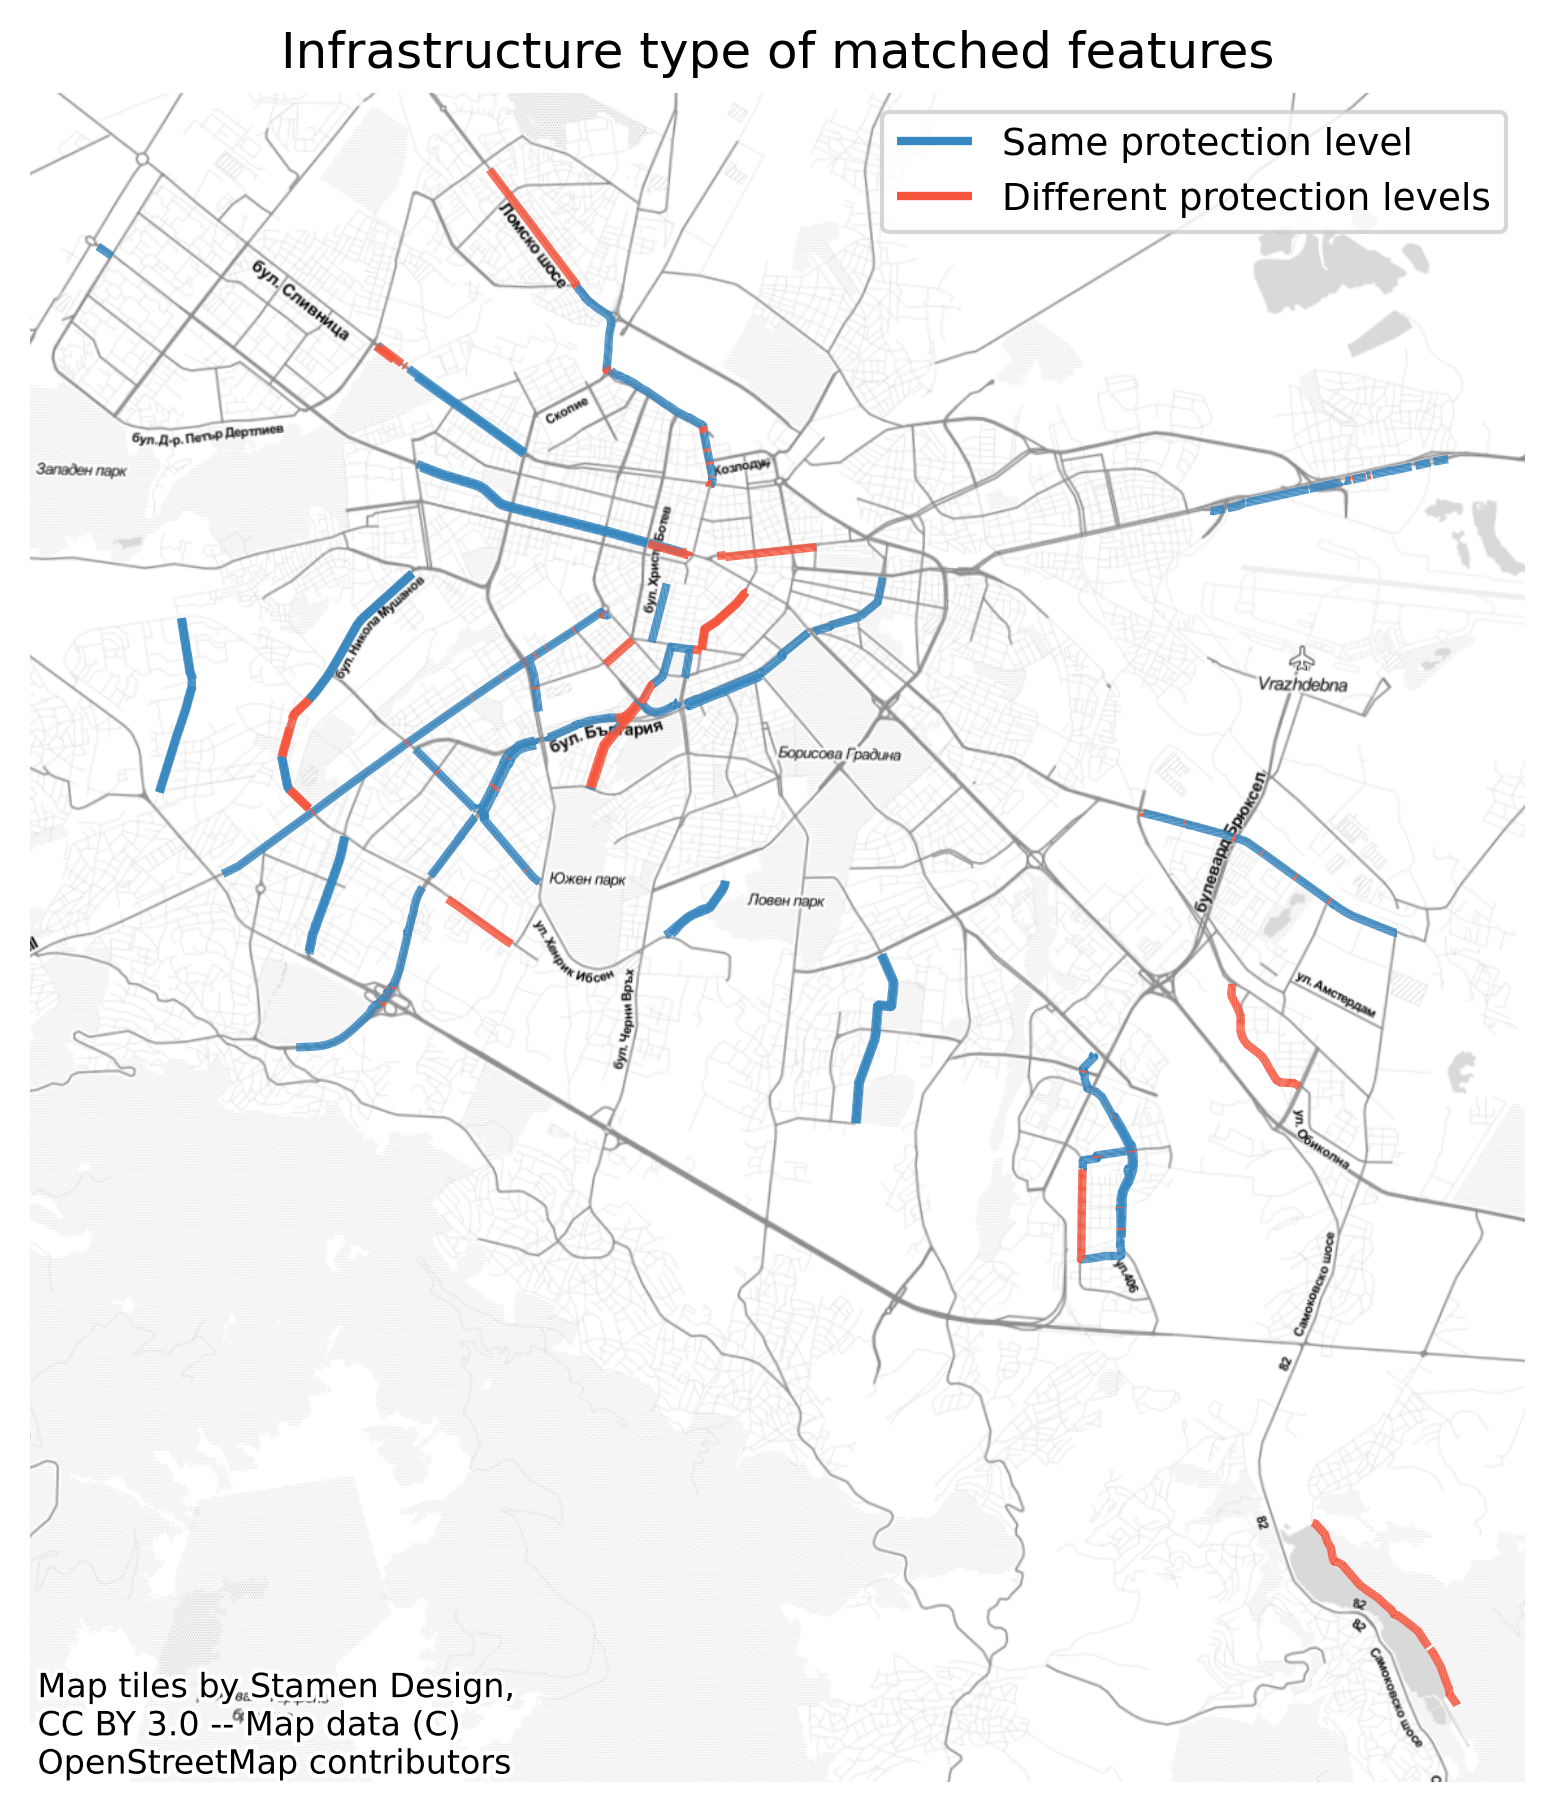 Infrastructure type of matched features
Same protection level
Different protection levels
Ломско шосе
бул. Сливница
Скопие
бул. Д-р. Петър Дертлиев
Западен парк
Козлодуй
бул. Христо Ботев
бул. Никола Мушанов
Vrazhdebna
бул. България
Борисова Градина
булевард Брюксел
Южен парк
Ловен парк
ул. Хенрик Ибсен
бул. Черни Връх
ул. Амстердам
ул. Обиколна
ул.406
Самоковско шосе
82
82
82
82
Самоковско шосе
Map tiles by Stamen Design,
CC BY 3.0 -- Map data (C)
OpenStreetMap contributors